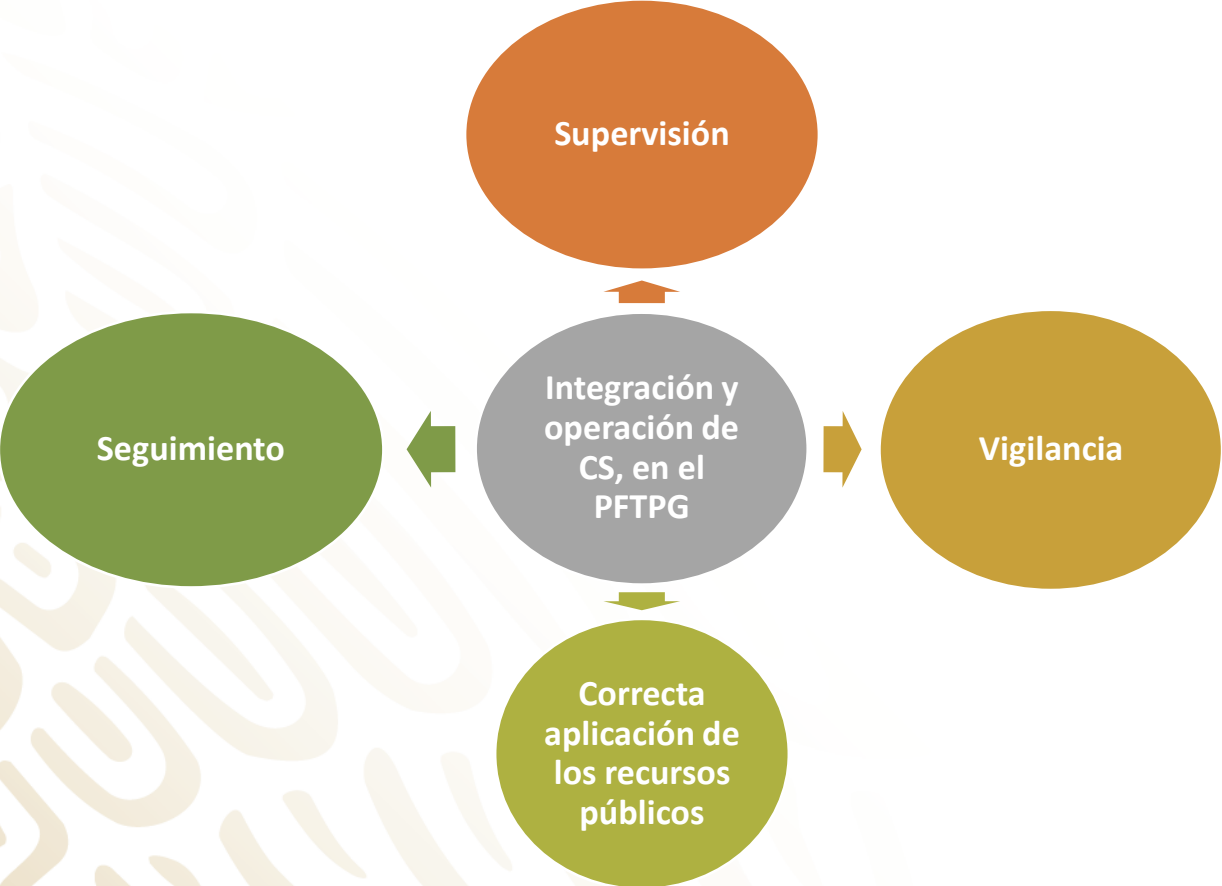 Supervisión
Seguimiento
Integración y
operación de
CS, en el
PFTPG
Vigilancia
Correcta
aplicación de
los recursos
públicos